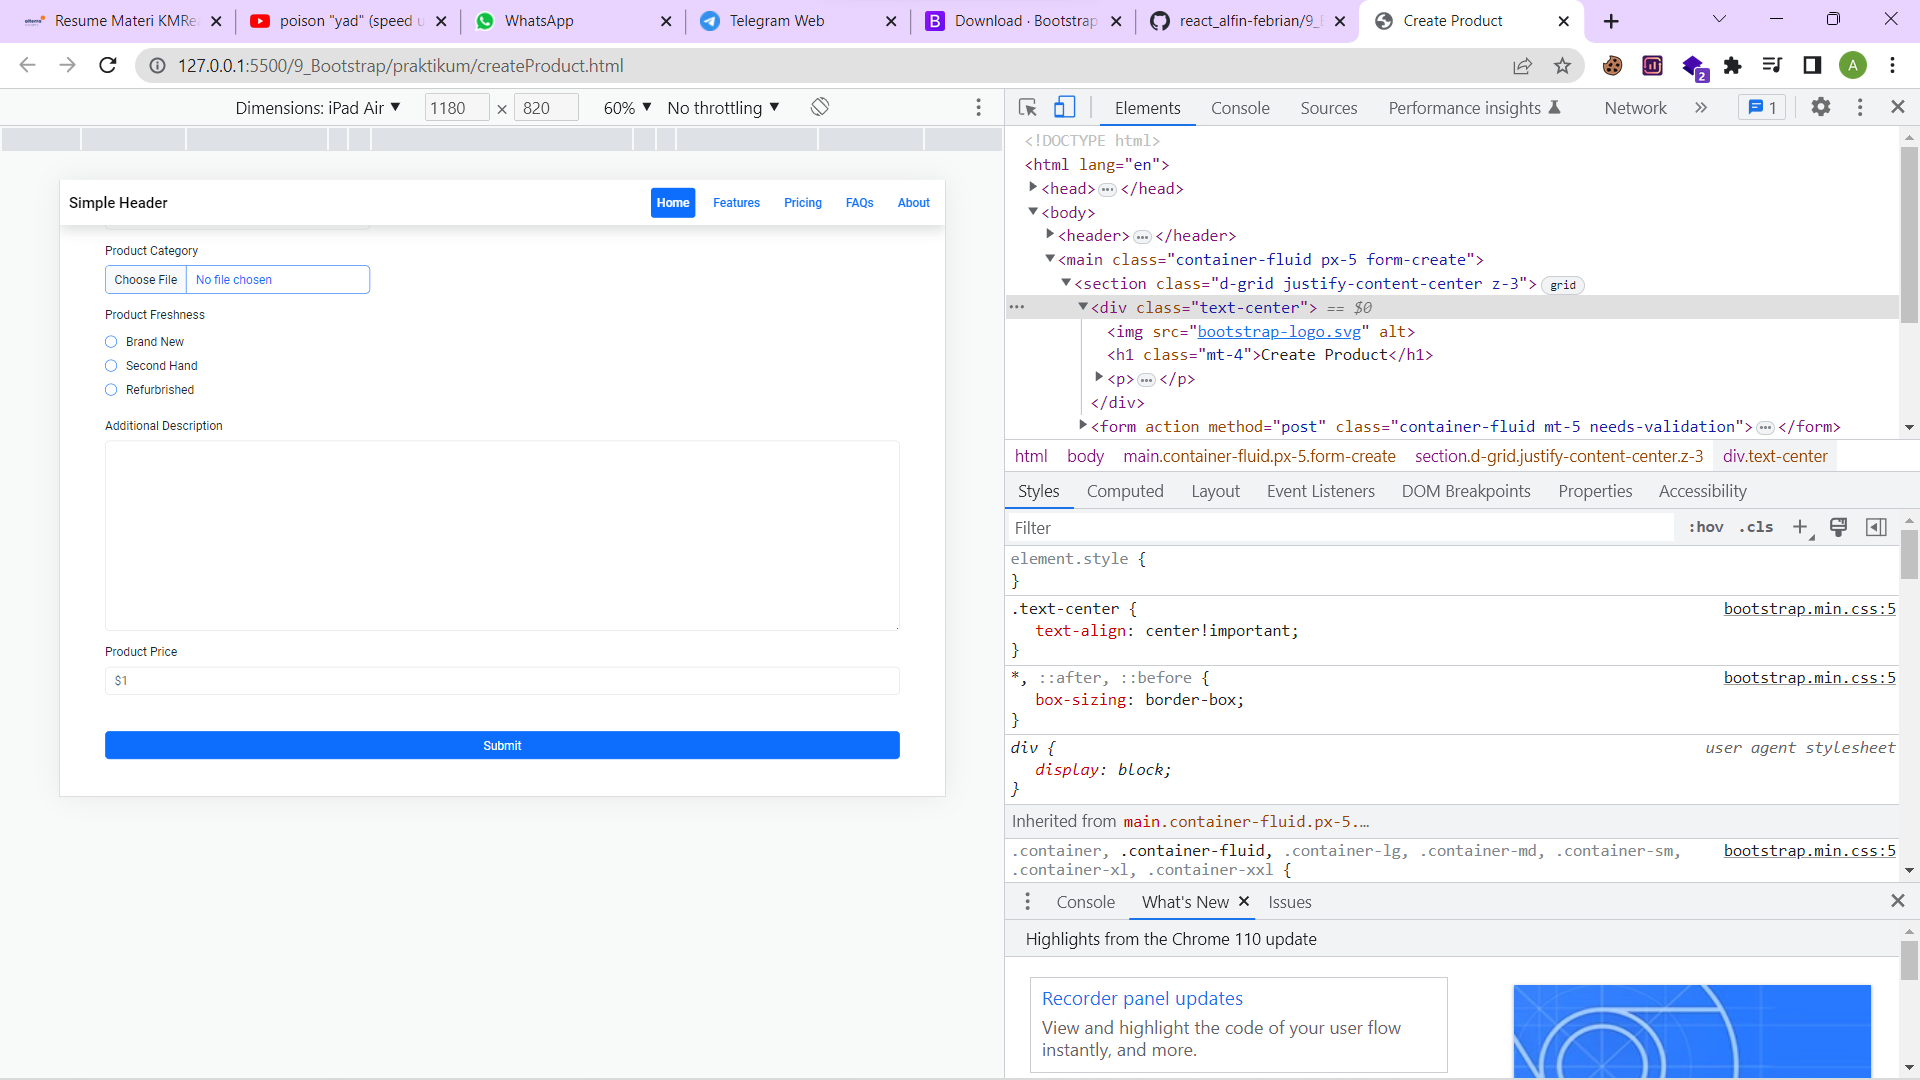 Resume Materi KMRe
poison "yad" (speed u
WhatsApp
Telegram Web
Download · Bootstrap
react_alfin-febrian/9_B
Create Product
127.0.0.1:5500/9_Bootstrap/praktikum/createProduct.html
2
A
Dimensions: iPad Air ▼
1180 × 820
60% ▼
No throttling ▼
Simple Header
Home
Features
Pricing
FAQs
About
Product Category
Choose File
No file chosen
Product Freshness
Brand New
Second Hand
Refurbrished
Additional Description
Product Price
$1
Submit
Elements
Console
Sources
Performance insights
Network
»
1
<!DOCTYPE html>
<html lang="en">
<head> ••• </head>
<body>
<header> ••• </header>
<main class="container-fluid px-5 form-create">
<section class="d-grid justify-content-center z-3"> grid
••• <div class="text-center"> == $0
<img src="bootstrap-logo.svg" alt>
<h1 class="mt-4">Create Product</h1>
<p> ••• </p>
</div>
<form action method="post" class="container-fluid mt-5 needs-validation"> ••• </form>
html
body
main.container-fluid.px-5.form-create
section.d-grid.justify-content-center.z-3
div.text-center
Styles
Computed
Layout
Event Listeners
DOM Breakpoints
Properties
Accessibility
Filter
:hov
.cls
element.style {
}
.text-center {
bootstrap.min.css:5
text-align: center!important;
}
*, ::after, ::before {
bootstrap.min.css:5
box-sizing: border-box;
}
div {
user agent stylesheet
display: block;
}
Inherited from main.container-fluid.px-5.…
.container, .container-fluid, .container-lg, .container-md, .container-sm,
bootstrap.min.css:5
.container-xl, .container-xxl {
Console
What's New
Issues
Highlights from the Chrome 110 update
Recorder panel updates
View and highlight the code of your user flow
instantly, and more.